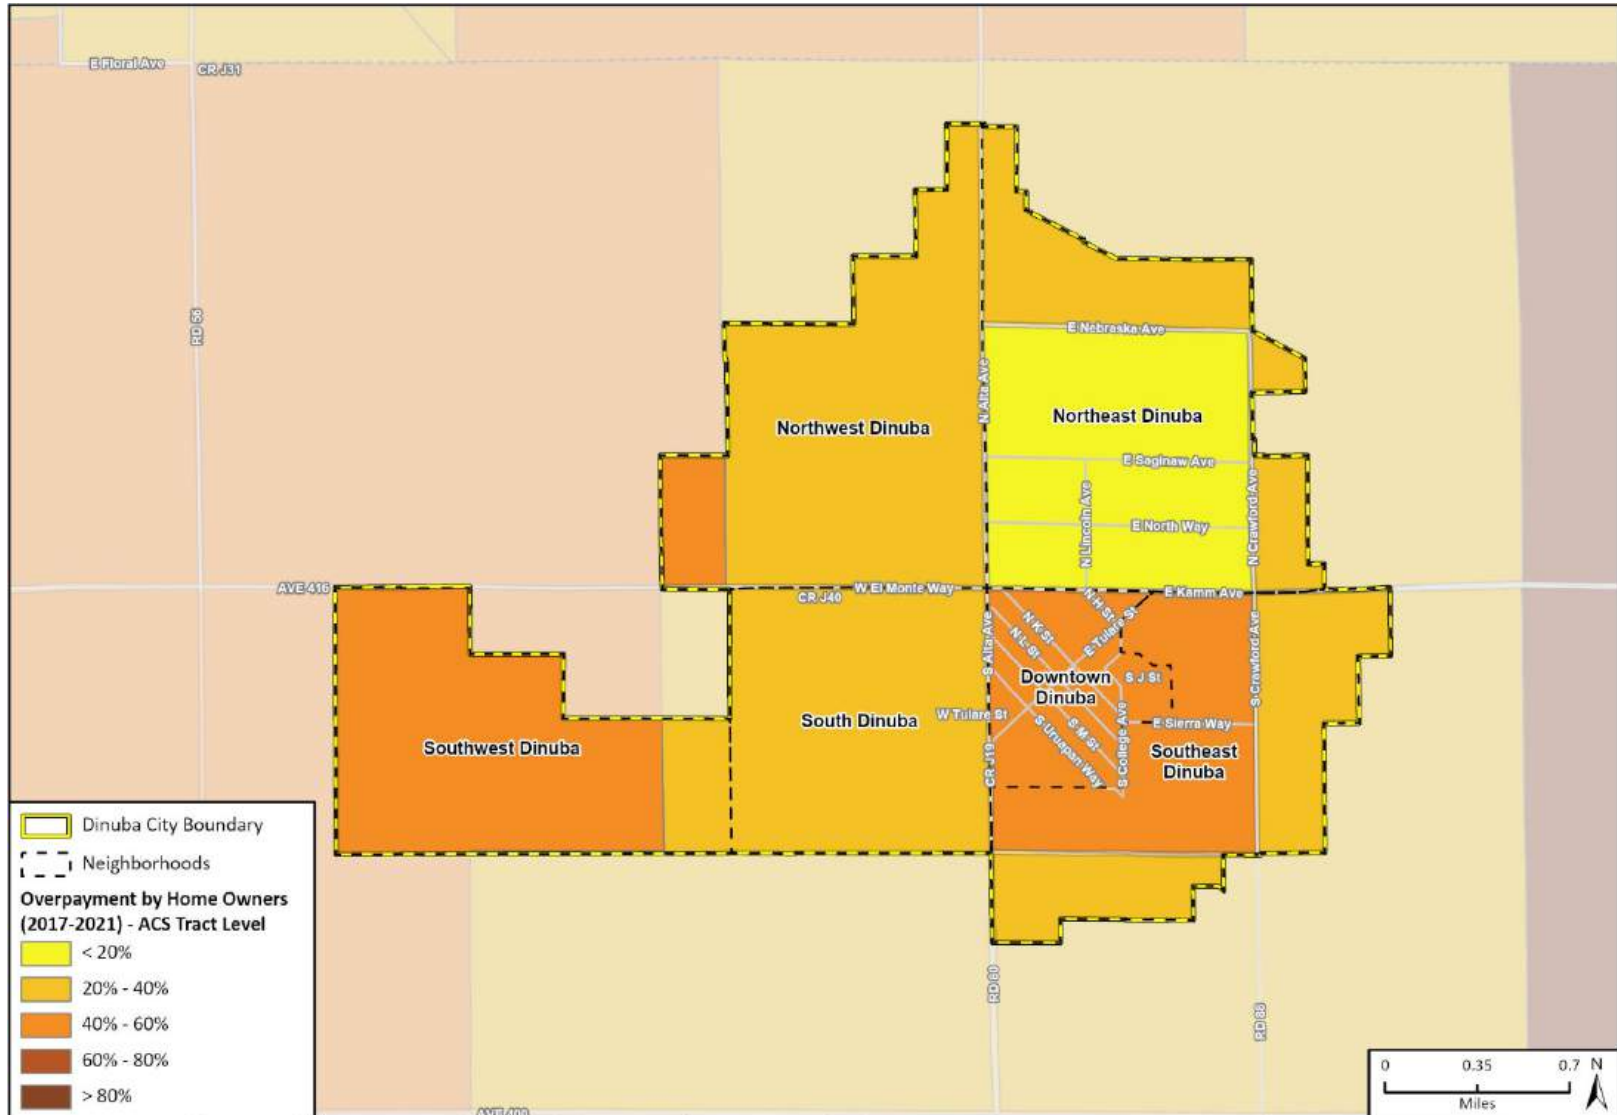 E Floral Ave
CR J31
RD 56
E Nebraska Ave
N Alta Ave
Northwest Dinuba
Northeast Dinuba
E Saginaw Ave
N Lincoln Ave
N Crawford Ave
E North Way
AVE 416
W El Monte Way
CR J40
E Kamm Ave
N H St
N K St
E Tulare St
N L St
S Alta Ave
S Crawford Ave
Downtown
Dinuba
S J St
W Tulare St
South Dinuba
E Sierra Way
S Uruapan Way
S M St
S College Ave
CR J19
Southwest Dinuba
Southeast
Dinuba
RD 80
RD 86
AVE 400
Dinuba City Boundary
Neighborhoods
Overpayment by Home Owners
(2017-2021) - ACS Tract Level
< 20%
20% - 40%
40% - 60%
60% - 80%
> 80%
0 0.35 0.7 N
Miles